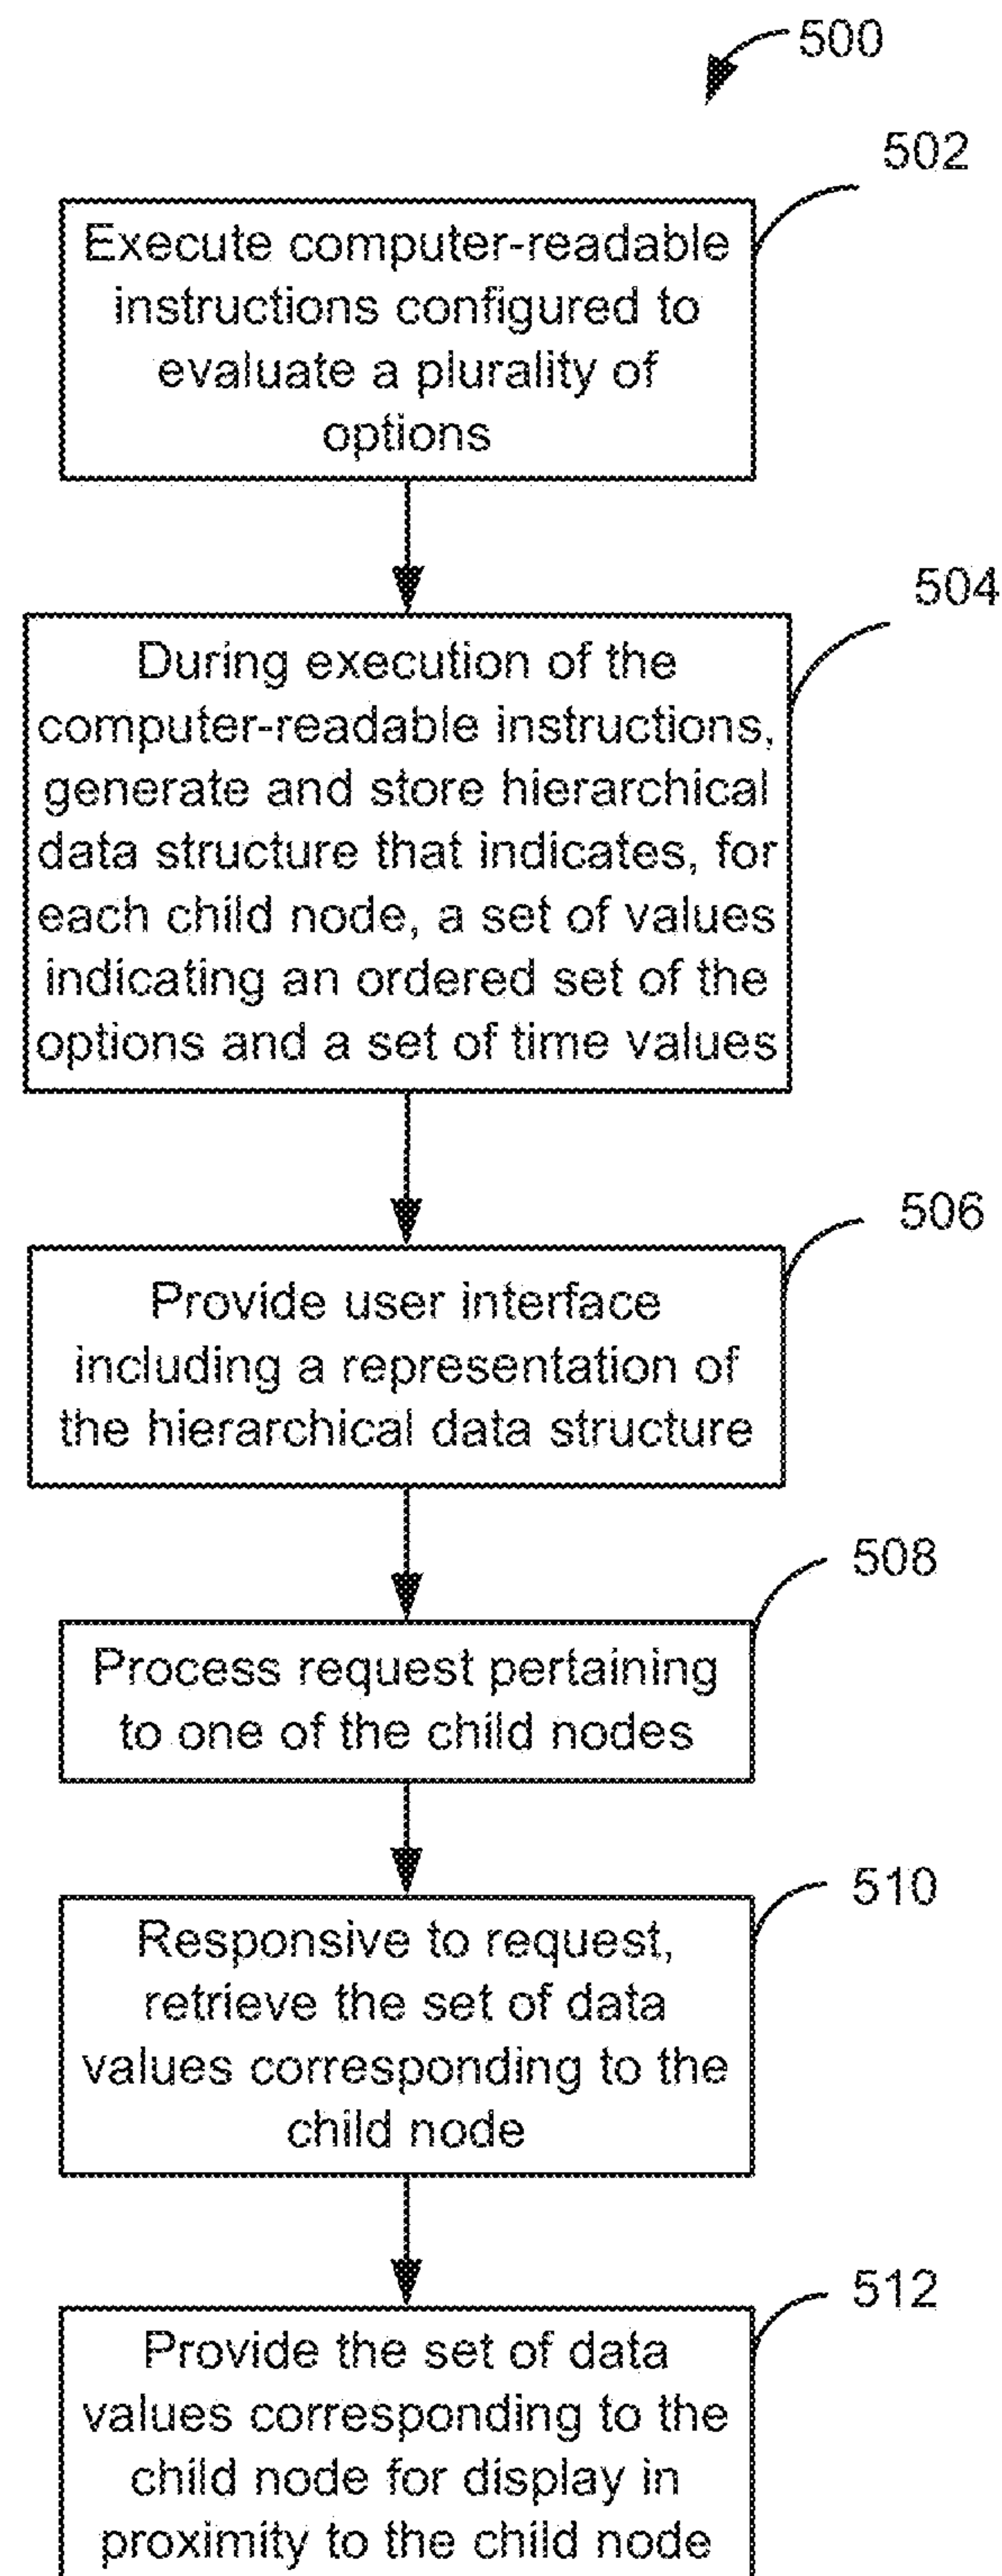 500
502
Execute computer-readable
instructions configured to
evaluate a plurality of
options
504
During execution of the
computer-readable instructions,
generate and store hierarchical
data structure that indicates, for
each child node, a set of values
indicating an ordered set of the
options and a set of time values
506
Provide user interface
including a representation of
the hierarchical data structure
508
Process request pertaining
to one of the child nodes
510
Responsive to request,
retrieve the set of data
values corresponding to the
child node
512
Provide the set of data
values corresponding to the
child node for display in
proximity to the child node